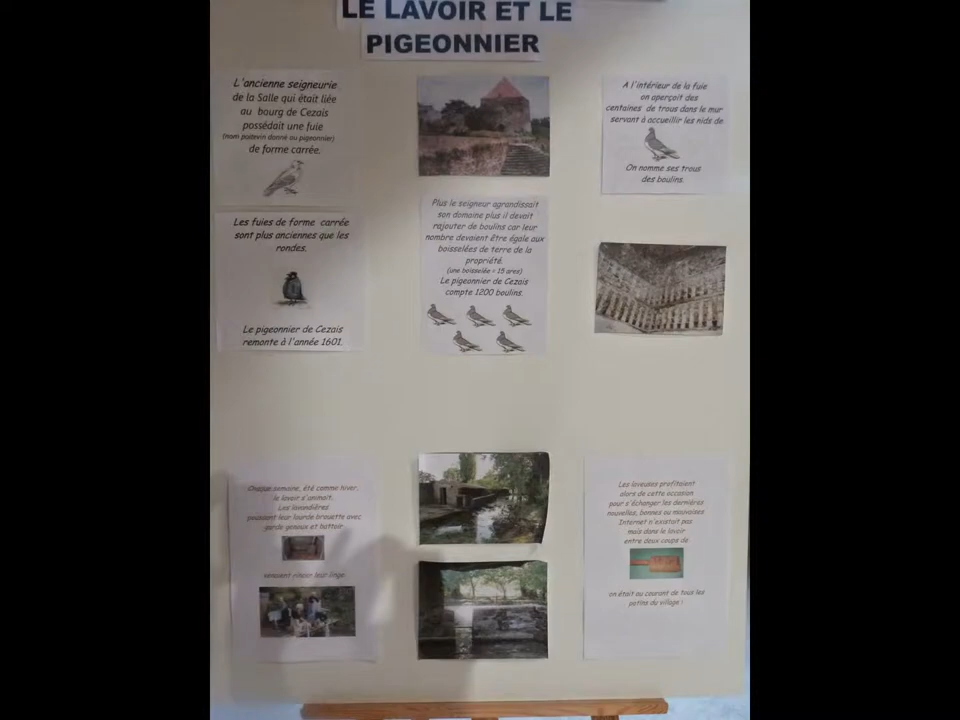 LE LAVOIR ET LE
PIGEONNIER
L'ancienne seigneurie
de la Salle qui était liée
au bourg de Cezais
possédait une fuie
(nom poitevin donné au pigeonnier)
de forme carrée.
Les fuies de forme carrée
sont plus anciennes que les
rondes.
Le pigeonnier de Cezais
remonte à l'année 1601.
Plus le seigneur agrandissait
son domaine plus il devait
rajouter de boulins car leur
nombre devaient être égale aux
boisselées de terre de la
propriété.
(une boisselée = 15 ares)
Le pigeonnier de Cezais
compte 1200 boulins.
A l'intérieur de la fuie
on aperçoit des
centaines de trous dans le mur
servant à accueillir les nids de
On nomme ses trous
des boulins.
Chaque semaine, été comme hiver,
le lavoir s'animait.
Les lavandières
poussant leur lourde brouette avec
garde genoux et battoir
venaient rincer leur linge.
Les laveuses profitaient
alors de cette occasion
pour s'échanger les dernières
nouvelles, bonnes ou mauvaises
Internet n'existait pas
mais dans le lavoir
entre deux coups de
on était au courant de tous les
potins du village !